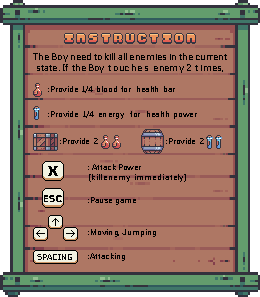 INSTRUCTION
The Boy need to kill all enemies in the current
state. If the Boy touches enemy 2 times,
:Provide 1/4 blood for health bar
:Provide 1/4 energy for health power
:Provide 2 :Provide 2
X : Attack Power
(kill enemy immediately)
ESC :Pause game
:Moving, Jumping
SPACING :Attacking